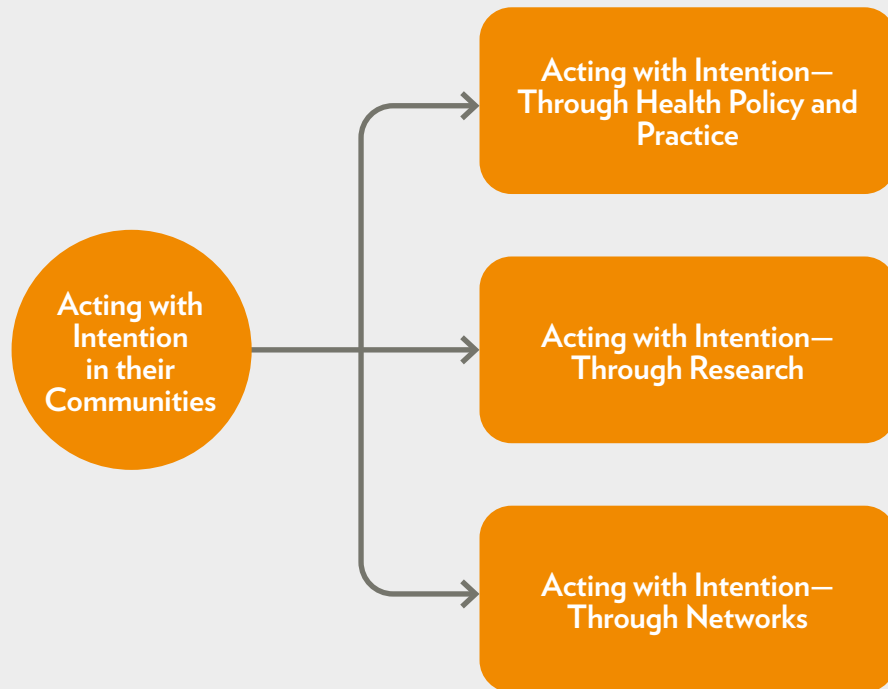 Acting with Intention—
Through Health Policy and
Practice
Acting with
Intention
in their
Communities
Acting with Intention—
Through Research
Acting with Intention—
Through Networks